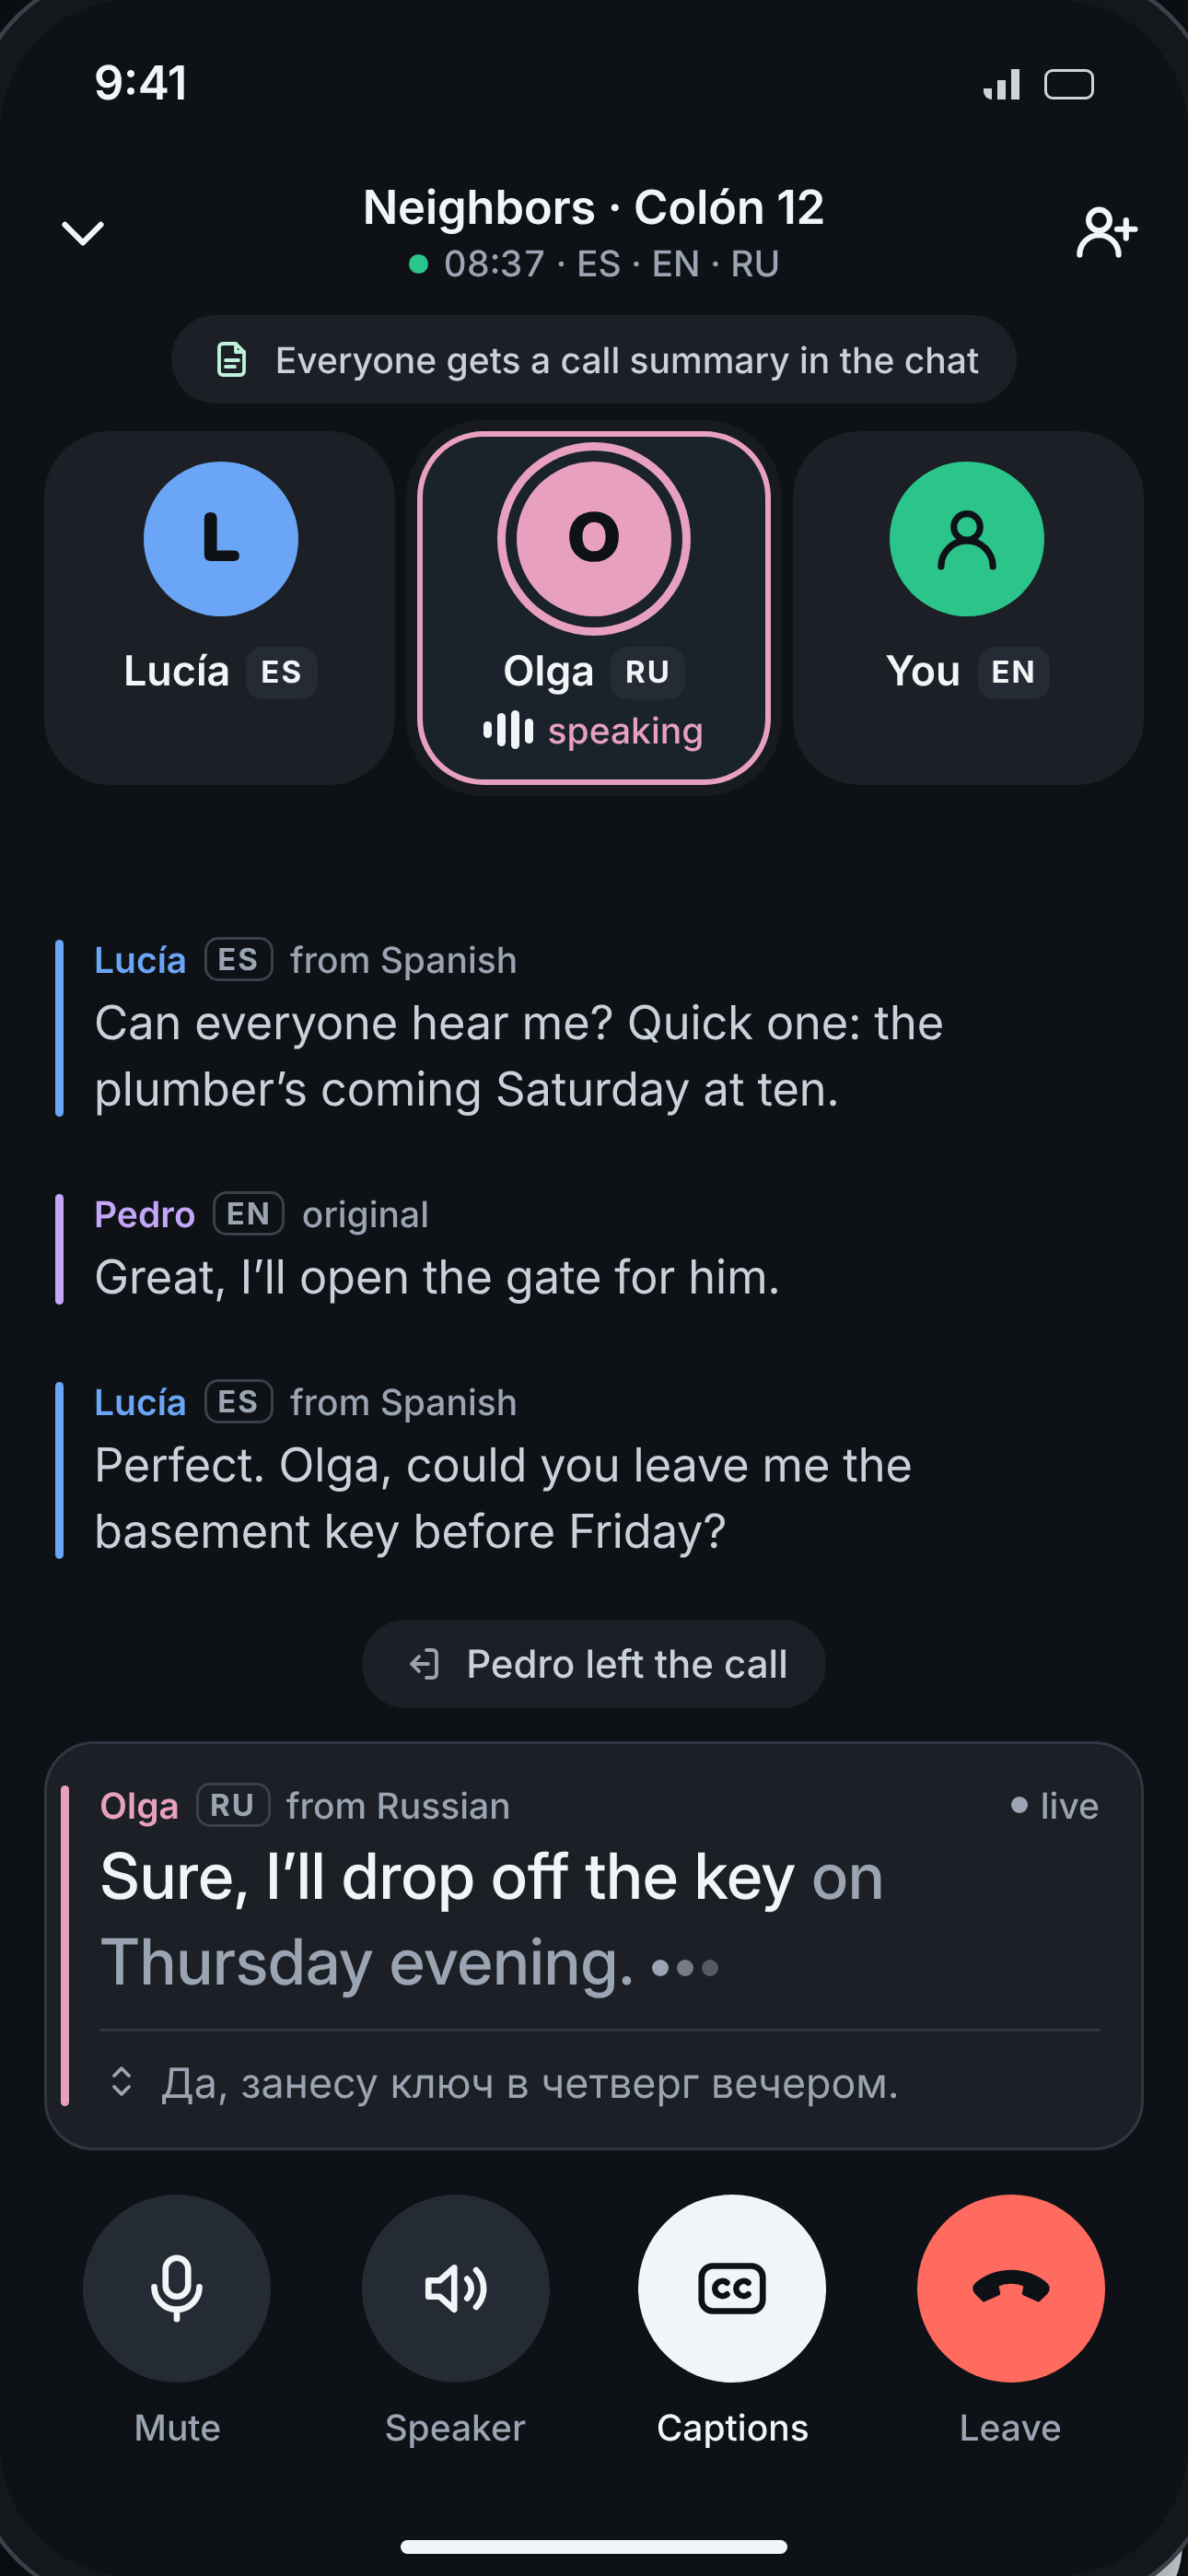 9:41
Neighbors · Colón 12
08:37 · ES · EN · RU
Everyone gets a call summary in the chat
L
O
Lucía ES
Olga RU
You EN
speaking
Lucía ES from Spanish
Can everyone hear me? Quick one: the
plumber’s coming Saturday at ten.
Pedro EN original
Great, I’ll open the gate for him.
Lucía ES from Spanish
Perfect. Olga, could you leave me the
basement key before Friday?
Pedro left the call
Olga RU from Russian
live
Sure, I’ll drop off the key on
Thursday evening.
Да, занесу ключ в четверг вечером.
CC
Mute
Speaker
Captions
Leave